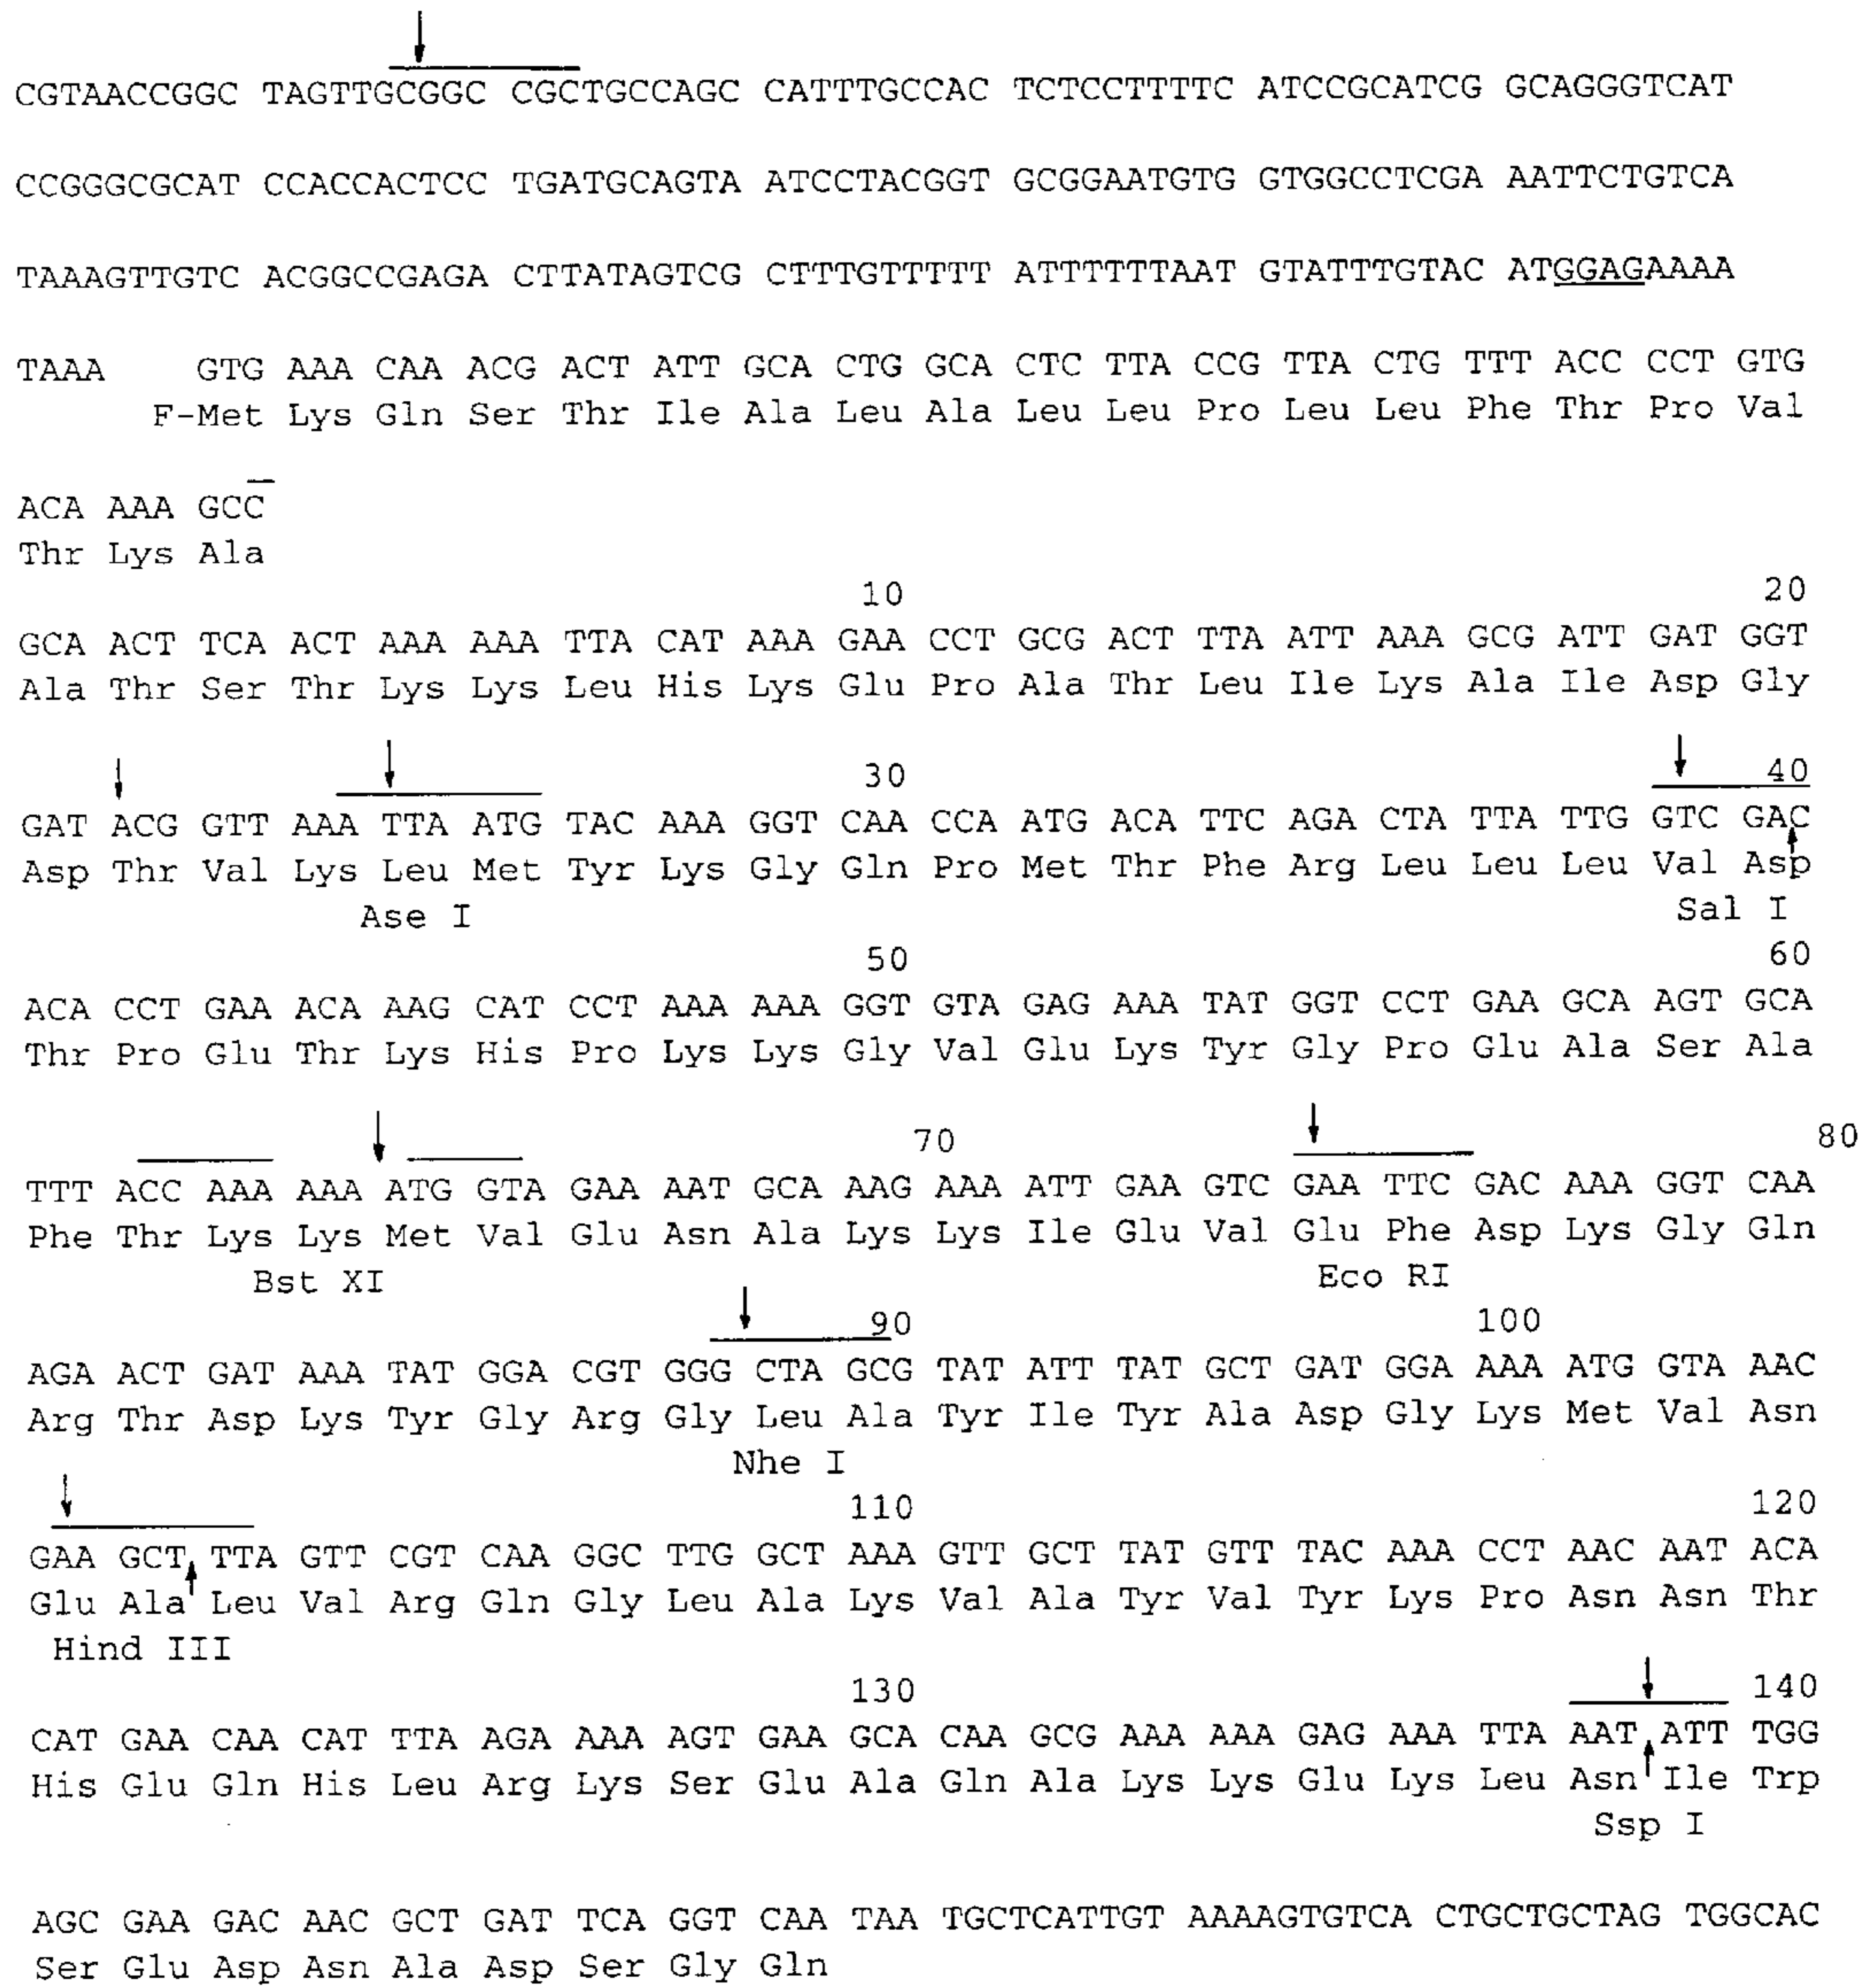 CGTAACCGGC TAGTTGCGGC CGCTGCCAGC CATTTGCCAC TCTCCTTTTC ATCCGCATCG GCAGGGTCAT
CCGGGCGCAT CCACCACTCC TGATGCAGTA ATCCTACGGT GCGGAATGTG GTGGCCTCGA AATTCTGTCA
TAAAGTTGTC ACGGCCGAGA CTTATAGTCG CTTTGTTTTT ATTTTTTAAT GTATTTGTAC ATGGAGAAAA
TAAA GTG AAA CAA ACG ACT ATT GCA CTG GCA CTC TTA CCG TTA CTG TTT ACC CCT GTG
F-Met Lys Gln Ser Thr Ile Ala Leu Ala Leu Leu Pro Leu Leu Phe Thr Pro Val
ACA AAA GCC
Thr Lys Ala
10 20
GCA ACT TCA ACT AAA AAA TTA CAT AAA GAA CCT GCG ACT TTA ATT AAA GCG ATT GAT GGT
Ala Thr Ser Thr Lys Lys Leu His Lys Glu Pro Ala Thr Leu Ile Lys Ala Ile Asp Gly
30 40
GAT ACG GTT AAA TTA ATG TAC AAA GGT CAA CCA ATG ACA TTC AGA CTA TTA TTG GTC GAC
Asp Thr Val Lys Leu Met Tyr Lys Gly Gln Pro Met Thr Phe Arg Leu Leu Leu Val Asp
Ase I Sal I
50 60
ACA CCT GAA ACA AAG CAT CCT AAA AAA GGT GTA GAG AAA TAT GGT CCT GAA GCA AGT GCA
Thr Pro Glu Thr Lys His Pro Lys Lys Gly Val Glu Lys Tyr Gly Pro Glu Ala Ser Ala
70 80
TTT ACC AAA AAA ATG GTA GAA AAT GCA AAG AAA ATT GAA GTC GAA TTC GAC AAA GGT CAA
Phe Thr Lys Lys Met Val Glu Asn Ala Lys Lys Ile Glu Val Glu Phe Asp Lys Gly Gln
Bst XI Eco RI
90 100
AGA ACT GAT AAA TAT GGA CGT GGG CTA GCG TAT ATT TAT GCT GAT GGA AAA ATG GTA AAC
Arg Thr Asp Lys Tyr Gly Arg Gly Leu Ala Tyr Ile Tyr Ala Asp Gly Lys Met Val Asn
Nhe I
110 120
GAA GCT TTA GTT CGT CAA GGC TTG GCT AAA GTT GCT TAT GTT TAC AAA CCT AAC AAT ACA
Glu Ala Leu Val Arg Gln Gly Leu Ala Lys Val Ala Tyr Val Tyr Lys Pro Asn Asn Thr
Hind III
130 140
CAT GAA CAA CAT TTA AGA AAA AGT GAA GCA CAA GCG AAA AAA GAG AAA TTA AAT ATT TGG
His Glu Gln His Leu Arg Lys Ser Glu Ala Gln Ala Lys Lys Glu Lys Leu Asn Ile Trp
Ssp I
AGC GAA GAC AAC GCT GAT TCA GGT CAA TAA TGCTCATTGT AAAAGTGTCA CTGCTGCTAG TGGCAC
Ser Glu Asp Asn Ala Asp Ser Gly Gln